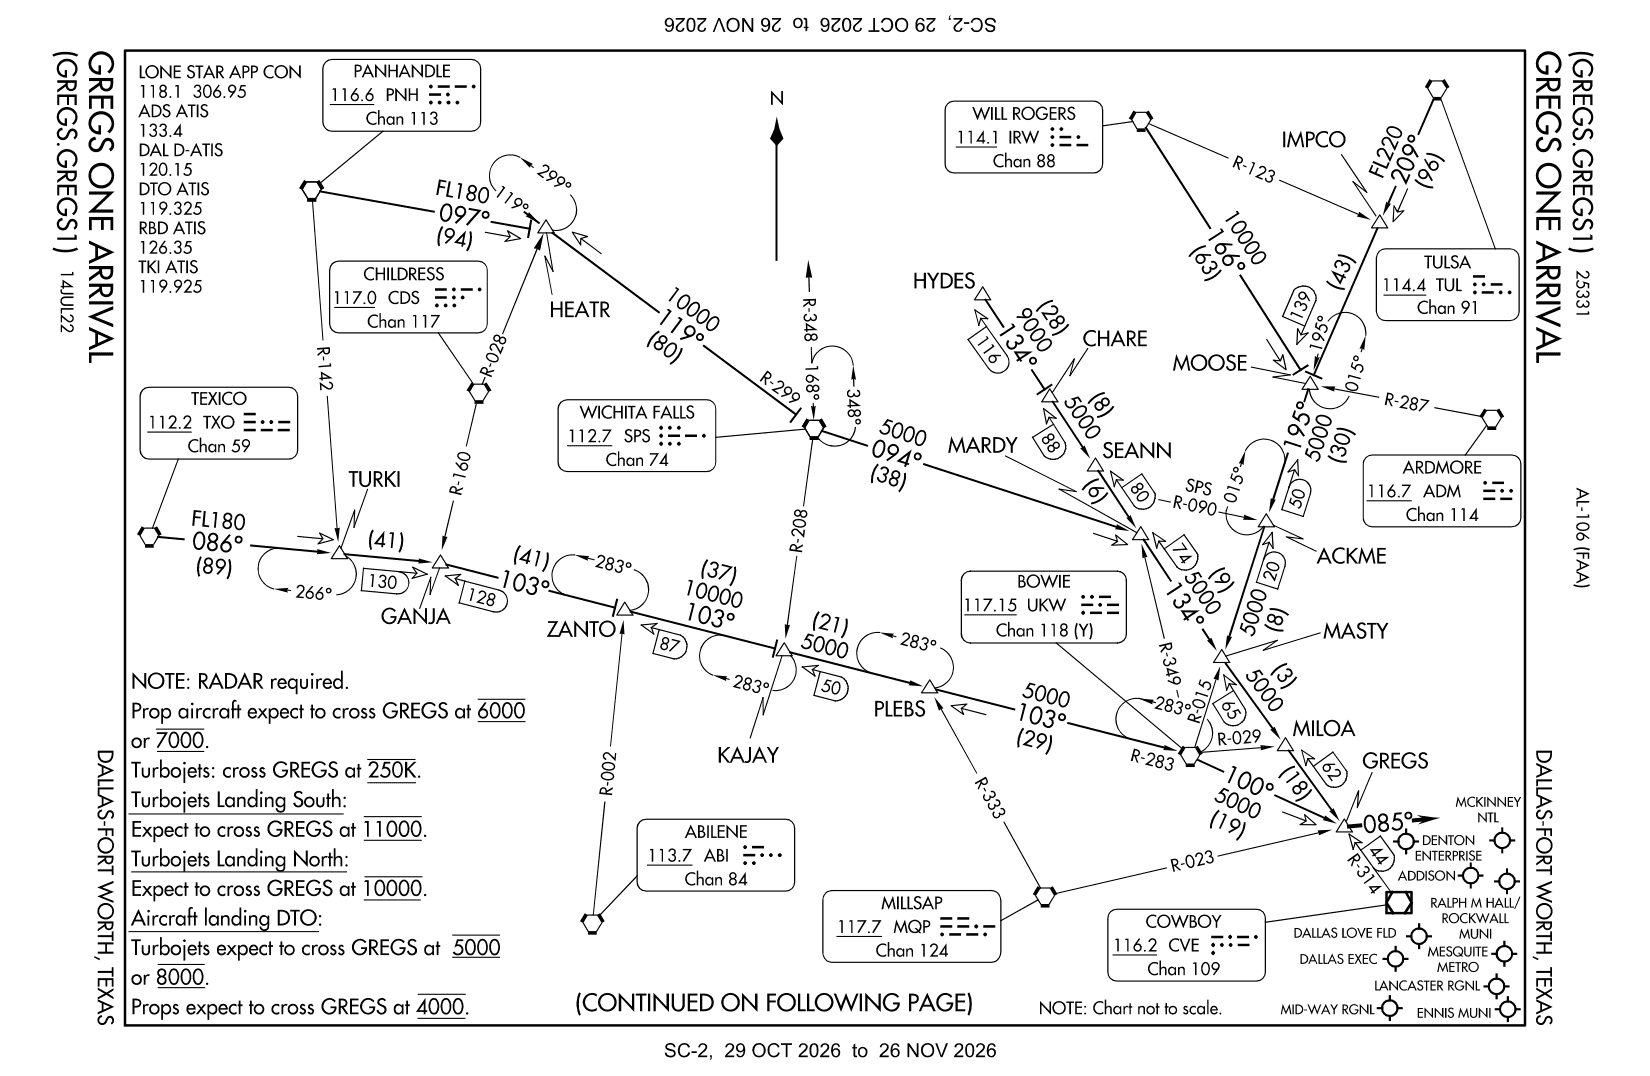 SC-2, 29 OCT 2026 to 26 NOV 2026
(GREGS.GREGS1) 14JUL22
GREGS ONE ARRIVAL
DALLAS-FORT WORTH, TEXAS
LONE STAR APP CON
118.1 306.95
ADS ATIS
133.4
DAL D-ATIS
120.15
DTO ATIS
119.325
RBD ATIS
126.35
TKI ATIS
119.925
PANHANDLE
116.6 PNH
Chan 113
FL180
097°
(94)
119°
299°
HEATR
CHILDRESS
117.0 CDS
Chan 117
R-142
R-028
R-160
TEXICO
112.2 TXO
Chan 59
TURKI
FL180
086°
(89)
266°
(41)
130
GANJA
128
(41)
103°
283°
ZANTO
87
(37)
10000
103°
283°
KAJAY
(21)
5000
50
283°
PLEBS
10000
119°
(80)
R-299
N
R-348
168°
348°
WICHITA FALLS
112.7 SPS
Chan 74
R-208
5000
094°
(38)
MARDY
HYDES
116
(28)
9000
134°
CHARE
88
(8)
5000
SEANN
80
(6)
SPS
R-090
74
(9)
5000
134°
WILL ROGERS
114.1 IRW
Chan 88
R-123
IMPCO
FL220
209°
(96)
TULSA
114.4 TUL
Chan 91
10000
166°
(63)
(43)
139
195°
015°
MOOSE
R-287
ARDMORE
116.7 ADM
Chan 114
195°
5000
(30)
015°
50
ACKME
20
5000
(8)
MASTY
BOWIE
117.15 UKW
Chan 118 (Y)
R-349
R-015
283°
65
(3)
5000
R-029
MILOA
5000
103°
(29)
R-283
62
(18)
GREGS
100°
5000
(19)
085°
44
R-314
R-002
R-333
R-023
ABILENE
113.7 ABI
Chan 84
MILLSAP
117.7 MQP
Chan 124
COWBOY
116.2 CVE
Chan 109
MCKINNEY
NTL
DENTON
ENTERPRISE
ADDISON
RALPH M HALL/
ROCKWALL
MUNI
DALLAS LOVE FLD
DALLAS EXEC
MESQUITE
METRO
LANCASTER RGNL
MID-WAY RGNL
ENNIS MUNI
NOTE: RADAR required.
Prop aircraft expect to cross GREGS at 6000
or 7000.
Turbojets: cross GREGS at 250K.
Turbojets Landing South:
Expect to cross GREGS at 11000.
Turbojets Landing North:
Expect to cross GREGS at 10000.
Aircraft landing DTO:
Turbojets expect to cross GREGS at 5000
or 8000.
Props expect to cross GREGS at 4000.
(CONTINUED ON FOLLOWING PAGE)
NOTE: Chart not to scale.
(GREGS.GREGS1) 25331
GREGS ONE ARRIVAL
AL-106 (FAA)
DALLAS-FORT WORTH, TEXAS
SC-2, 29 OCT 2026 to 26 NOV 2026